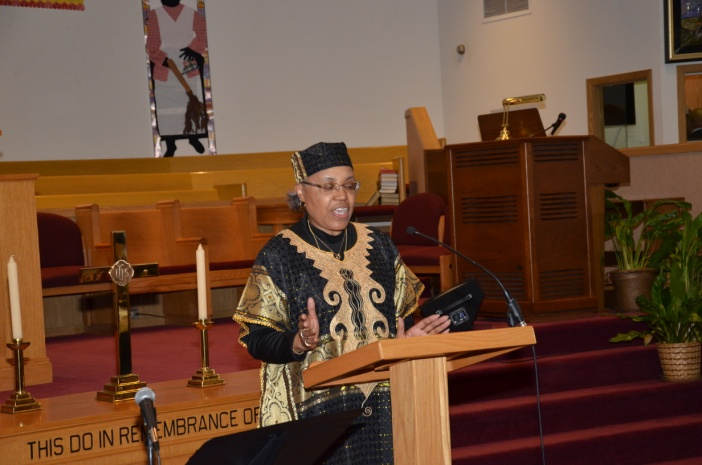 THIS DO IN REMEMBRANCE OF